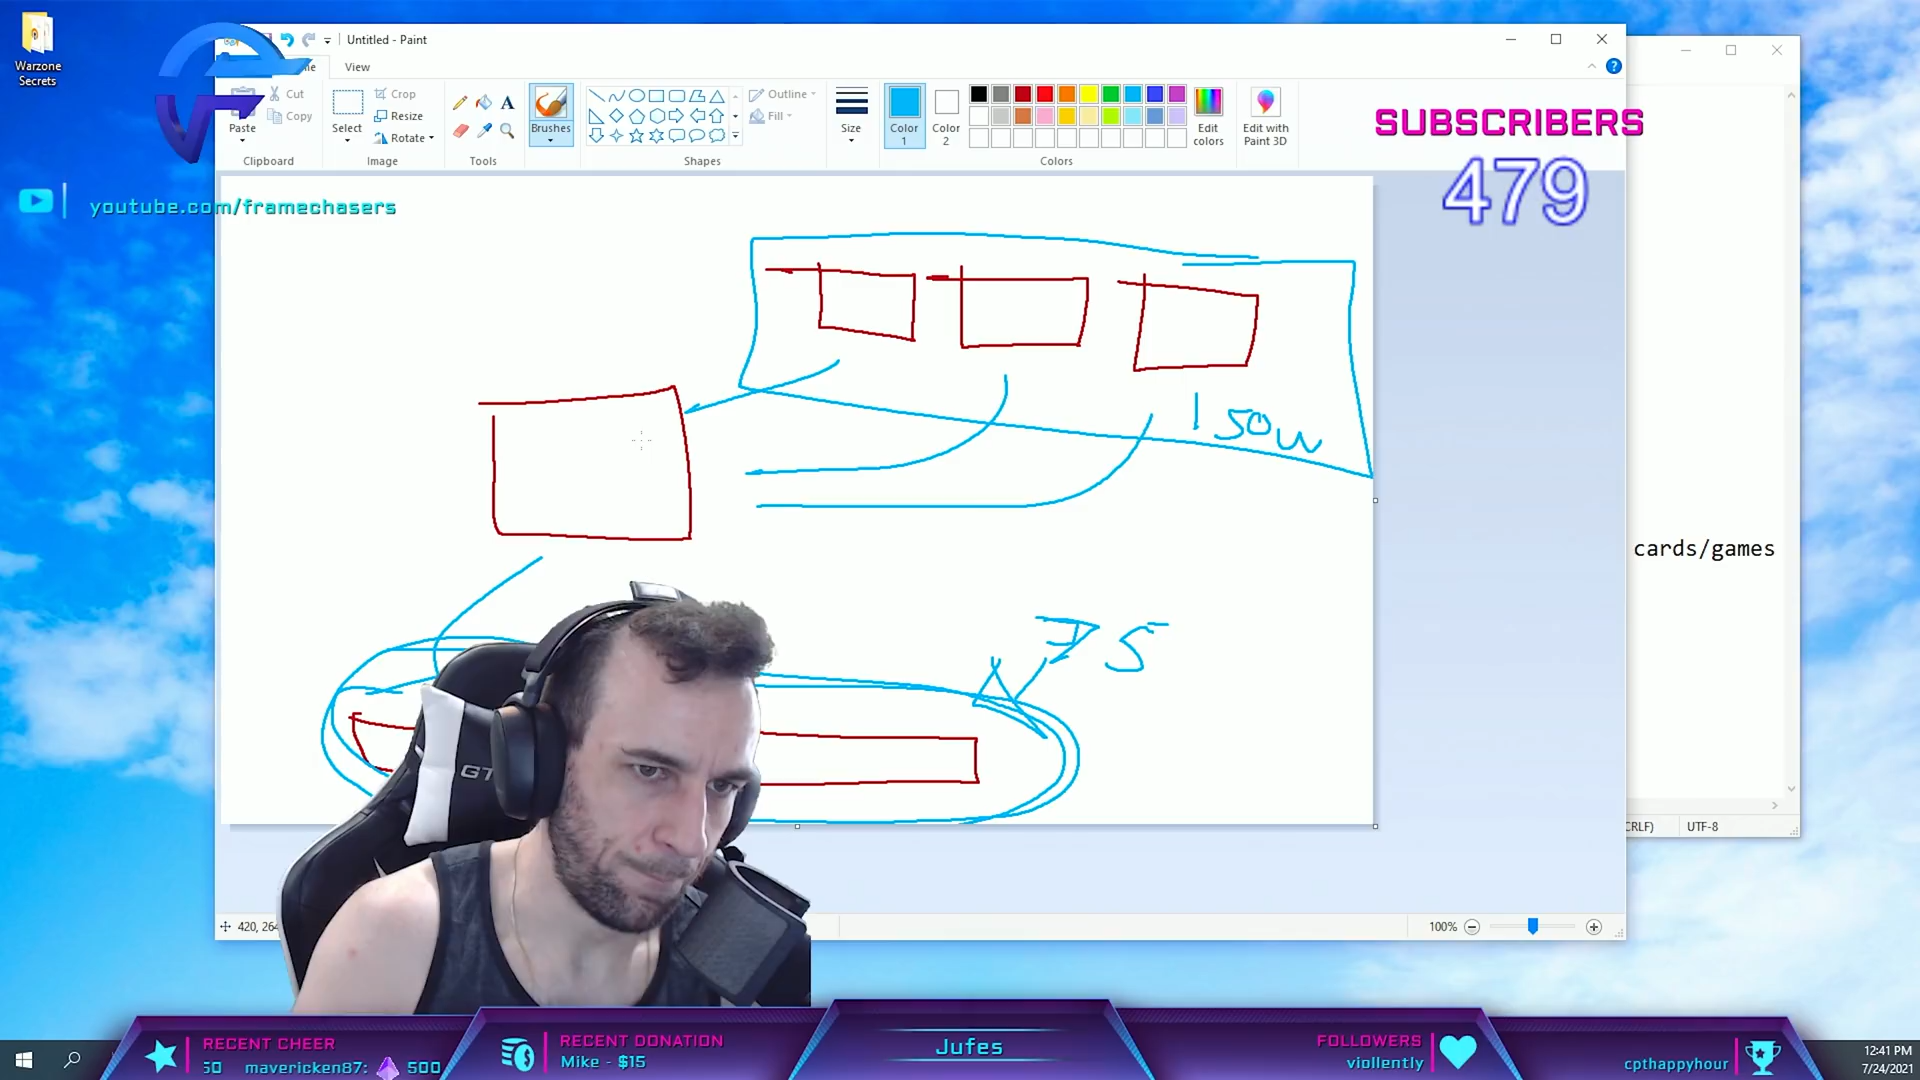 Warzone
Secrets
Untitled - Paint
View
Cut
Copy
Paste
Clipboard
Select
Crop
Resize
Rotate
Image
Tools
Brushes
Outline
Fill
Shapes
Size
Color
1
Color
2
Colors
Edit
colors
Edit with
Paint 3D
SUBSCRIBERS
479
youtube.com/framechasers
150W
75
GT
cards/games
CRLF)
UTF-8
100%
RECENT CHEER
50 mavericken87: 500
RECENT DONATION
Mike - $15
Jufes
FOLLOWERS
viollently
cpthappyhour
12:41 PM
7/24/2021